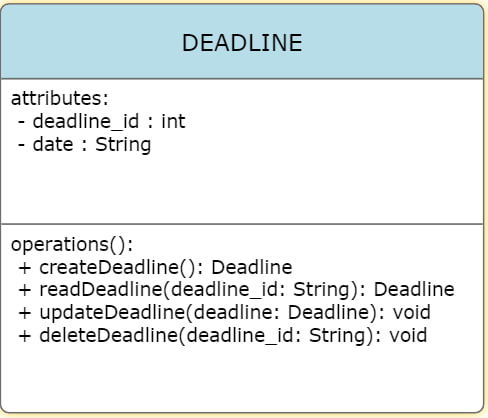 DEADLINE
attributes:
- deadline_id : int
- date : String
operations():
+ createDeadline(): Deadline
+ readDeadline(deadline_id: String): Deadline
+ updateDeadline(deadline: Deadline): void
+ deleteDeadline(deadline_id: String): void